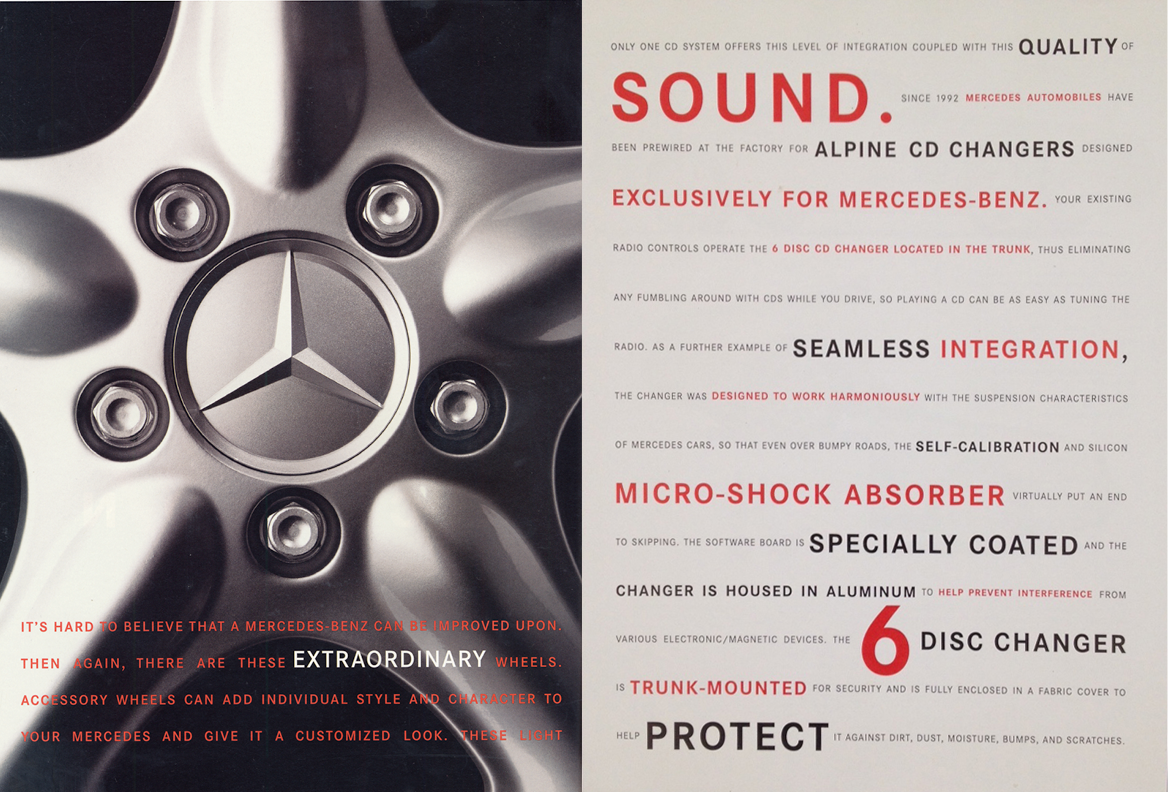 IT'S HARD TO BELIEVE THAT A MERCEDES-BENZ CAN BE IMPROVED UPON.
THEN AGAIN, THERE ARE THESE EXTRAORDINARY WHEELS.
ACCESSORY WHEELS CAN ADD INDIVIDUAL STYLE AND CHARACTER TO
YOUR MERCEDES AND GIVE IT A CUSTOMIZED LOOK. THESE LIGHT
ONLY ONE CD SYSTEM OFFERS THIS LEVEL OF INTEGRATION COUPLED WITH THIS QUALITY OF
SOUND. SINCE 1992 MERCEDES AUTOMOBILES HAVE
BEEN PREWIRED AT THE FACTORY FOR ALPINE CD CHANGERS DESIGNED
EXCLUSIVELY FOR MERCEDES-BENZ. YOUR EXISTING
RADIO CONTROLS OPERATE THE 6 DISC CD CHANGER LOCATED IN THE TRUNK, THUS ELIMINATING
ANY FUMBLING AROUND WITH CDS WHILE YOU DRIVE, SO PLAYING A CD CAN BE AS EASY AS TUNING THE
RADIO. AS A FURTHER EXAMPLE OF SEAMLESS INTEGRATION,
THE CHANGER WAS DESIGNED TO WORK HARMONIOUSLY WITH THE SUSPENSION CHARACTERISTICS
OF MERCEDES CARS, SO THAT EVEN OVER BUMPY ROADS, THE SELF-CALIBRATION AND SILICON
MICRO-SHOCK ABSORBER VIRTUALLY PUT AN END
TO SKIPPING. THE SOFTWARE BOARD IS SPECIALLY COATED AND THE
CHANGER IS HOUSED IN ALUMINUM TO HELP PREVENT INTERFERENCE FROM
VARIOUS ELECTRONIC/MAGNETIC DEVICES. THE 6 DISC CHANGER
IS TRUNK-MOUNTED FOR SECURITY AND IS FULLY ENCLOSED IN A FABRIC COVER TO
HELP PROTECT IT AGAINST DIRT, DUST, MOISTURE, BUMPS, AND SCRATCHES.